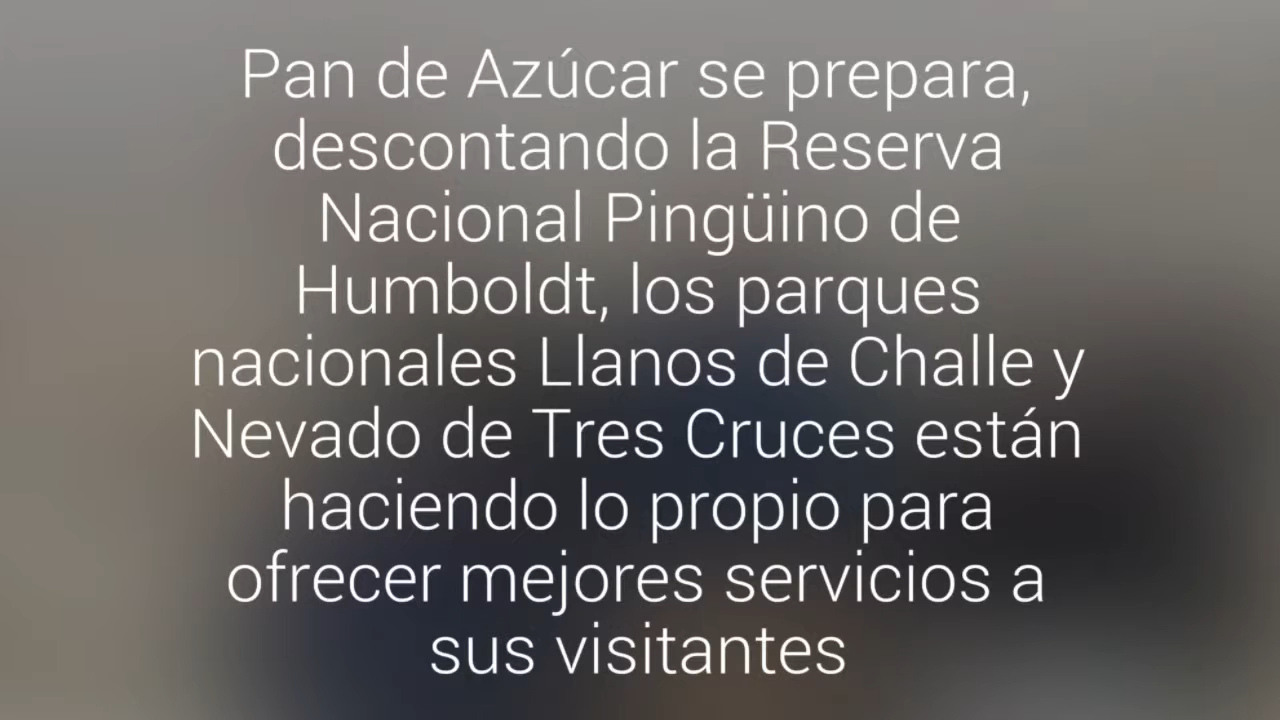 Pan de Azúcar se prepara,
descontando la Reserva
Nacional Pingüino de
Humboldt, los parques
nacionales Llanos de Challe y
Nevado de Tres Cruces están
haciendo lo propio para
ofrecer mejores servicios a
sus visitantes